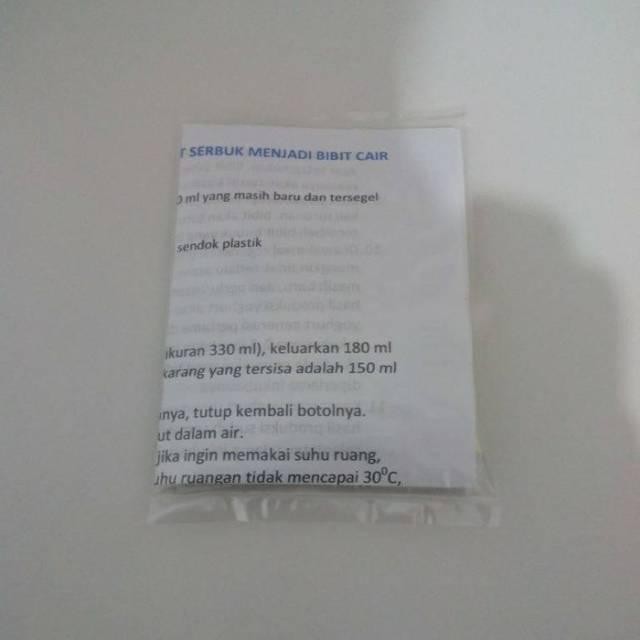 T SERBUK MENJADI BIBIT CAIR
0 ml yang masih baru dan tersegel
sendok plastik
kuran 330 ml), keluarkan 180 ml
karang yang tersisa adalah 150 ml
nya, tutup kembali botolnya.
ut dalam air.
jika ingin memakai suhu ruang,
uhu ruangan tidak mencapai 30⁰C,